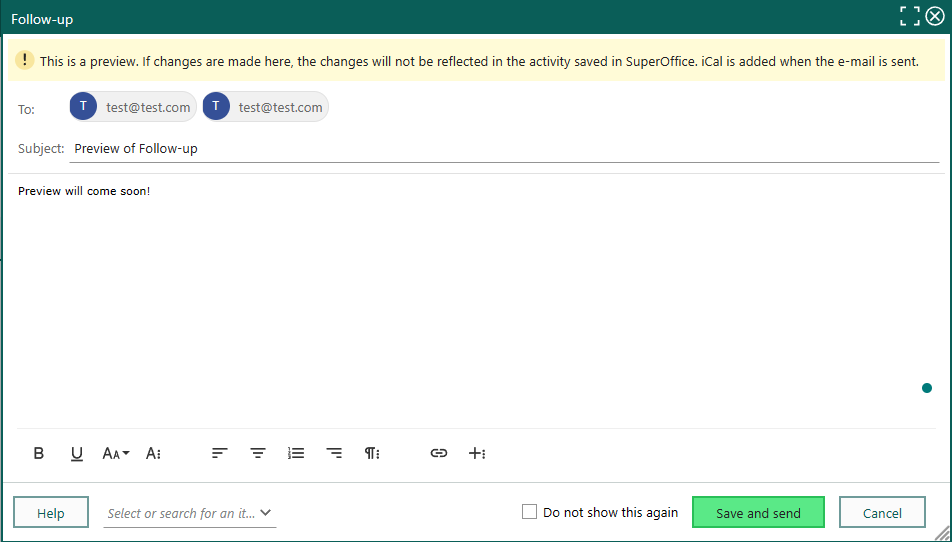 Follow-up
! This is a preview. If changes are made here, the changes will not be reflected in the activity saved in SuperOffice. iCal is added when the e-mail is sent.
To: T test@test.com T test@test.com
Subject: Preview of Follow-up
Preview will come soon!
B U AA A
Help Select or search for an it... Do not show this again Save and send Cancel